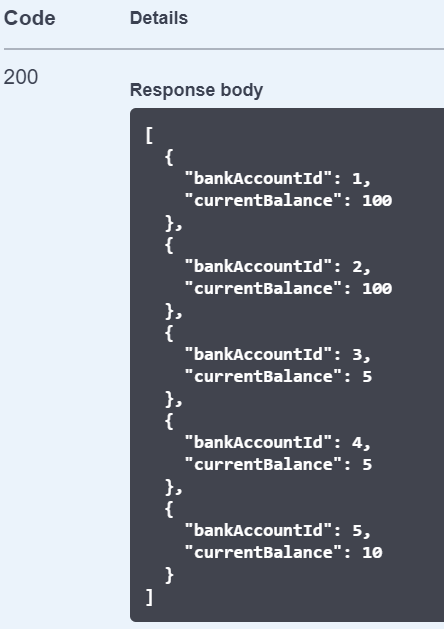 Code Details
200
Response body
[
  {
    "bankAccountId": 1,
    "currentBalance": 100
  },
  {
    "bankAccountId": 2,
    "currentBalance": 100
  },
  {
    "bankAccountId": 3,
    "currentBalance": 5
  },
  {
    "bankAccountId": 4,
    "currentBalance": 5
  },
  {
    "bankAccountId": 5,
    "currentBalance": 10
  }
]